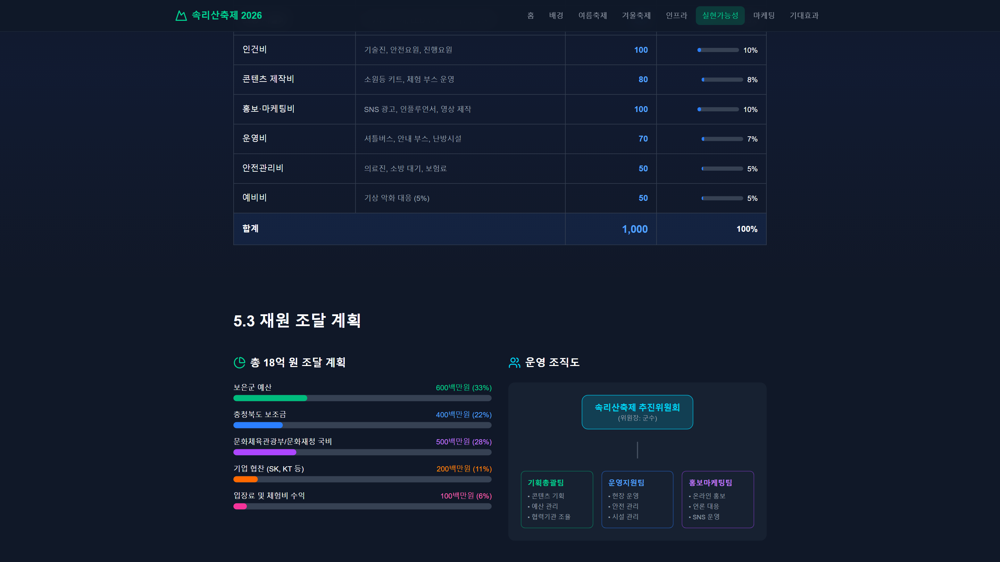 속리산축제 2026
홈 배경 여름축제 겨울축제 인프라 실현가능성 마케팅 기대효과
인건비 기술진, 안전요원, 진행요원 100 10%
콘텐츠 제작비 소원등 키트, 체험 부스 운영 80 8%
홍보·마케팅비 SNS 광고, 인플루언서, 영상 제작 100 10%
운영비 셔틀버스, 안내 부스, 난방시설 70 7%
안전관리비 의료진, 소방 대기, 보험료 50 5%
예비비 기상 악화 대응 (5%) 50 5%
합계 1,000 100%
5.3 재원 조달 계획
총 18억 원 조달 계획
보은군 예산 600백만원 (33%)
충청북도 보조금 400백만원 (22%)
문화체육관광부/문화재청 국비 500백만원 (28%)
기업 협찬 (SK, KT 등) 200백만원 (11%)
입장료 및 체험비 수익 100백만원 (6%)
운영 조직도
속리산축제 추진위원회
(위원장: 군수)
기획총괄팀
• 콘텐츠 기획
• 예산 관리
• 협력기관 조율
운영지원팀
• 현장 운영
• 안전 관리
• 시설 관리
홍보마케팅팀
• 온라인 홍보
• 언론 대응
• SNS 운영